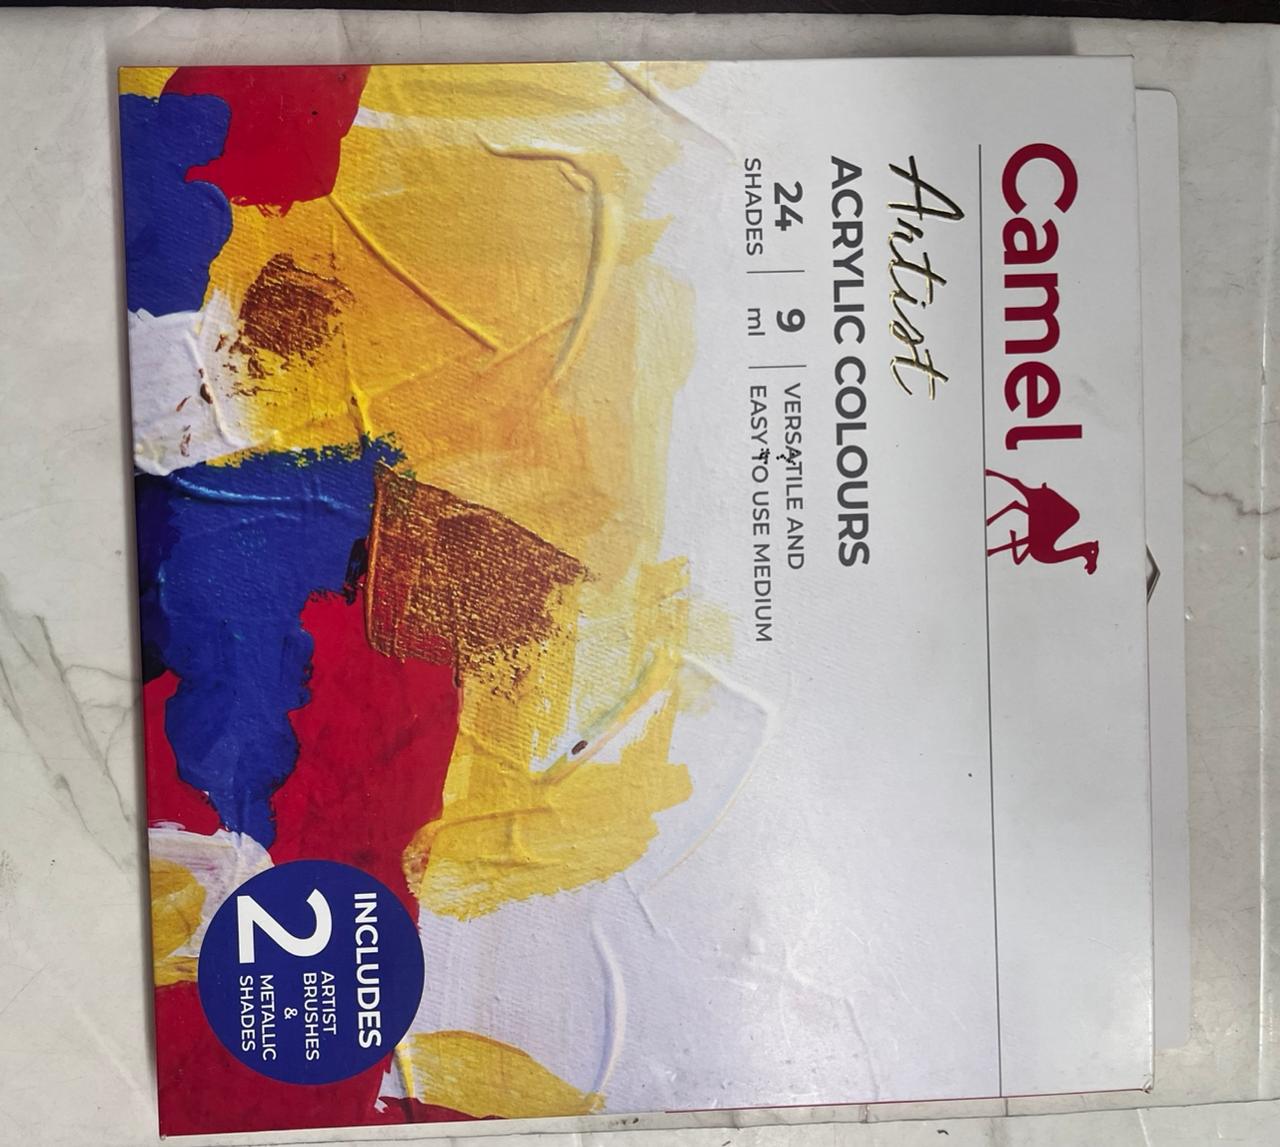 Camel
Artist
ACRYLIC COLOURS
24
SHADES
9
ml
VERSATILE AND
EASY TO USE MEDIUM
INCLUDES
2
ARTIST
BRUSHES
&
METALLIC
SHADES